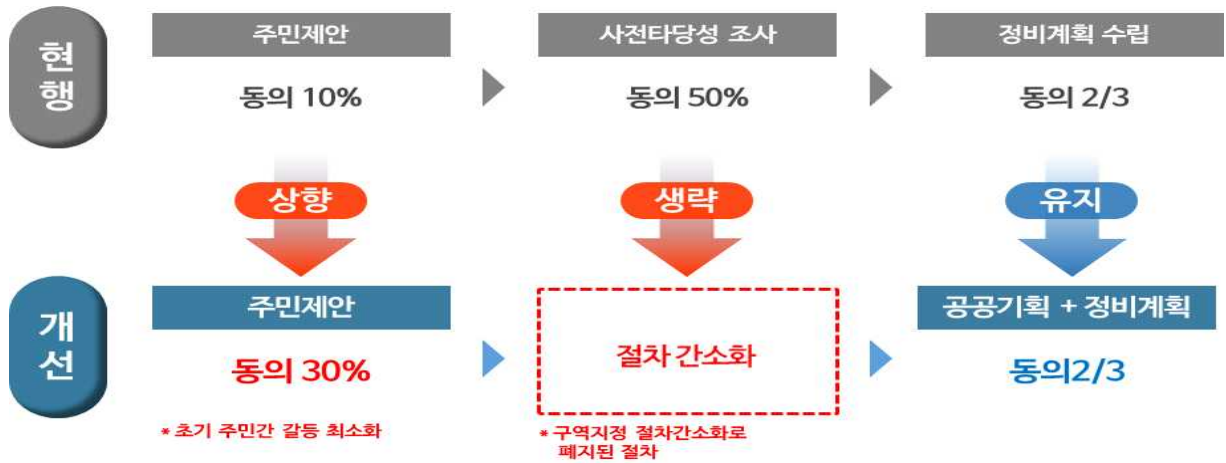 현행
주민제안
사전타당성 조사
정비계획 수립
동의 10%
동의 50%
동의 2/3
상향
생략
유지
개선
주민제안
절차 간소화
공공기획 + 정비계획
동의 30%
동의2/3
* 초기 주민간 갈등 최소화
* 구역지정 절차간소화로
폐지된 절차